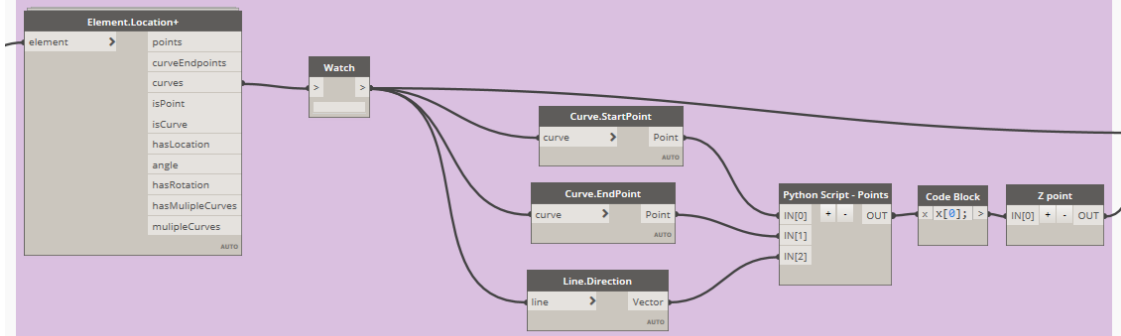 Element.Location+
element > points
curveEndpoints
curves
isPoint
isCurve
hasLocation
angle
hasRotation
hasMulipleCurves
mulipleCurves
AUTO
Watch
> >
Curve.StartPoint
curve > Point
AUTO
Curve.EndPoint
curve > Point
AUTO
Line.Direction
line > Vector
AUTO
Python Script - Points
IN[0] + - OUT
IN[1]
IN[2]
Code Block
x x[0]; >
Z point
IN[0] + - OUT